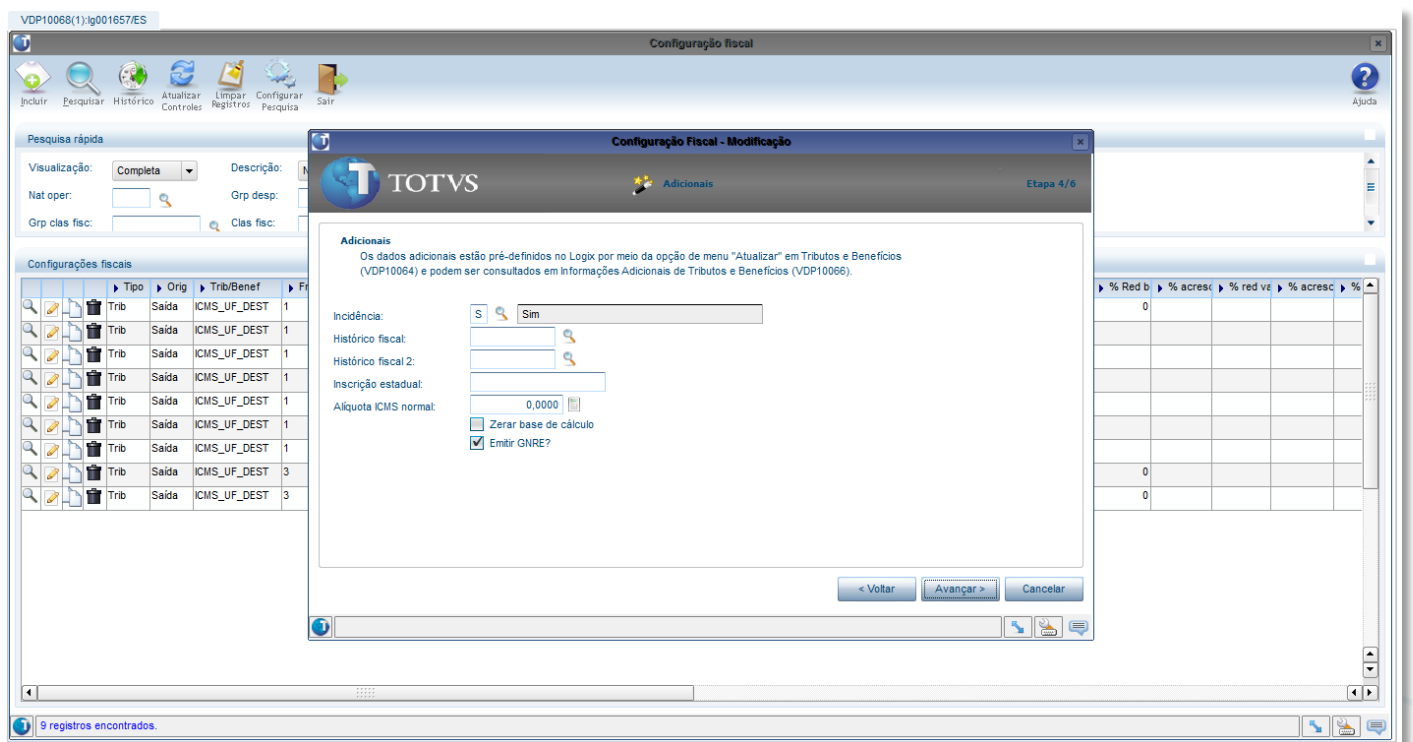 VDP10068(1):lg001657/ES
Configuração fiscal
Incluir Pesquisar Histórico Atualizar Controles Limpar Registros Configurar Pesquisa Sair Ajuda
Pesquisa rápida
Visualização: Completa Descrição: N
Nat oper: Grp desp:
Grp clas fisc: Clas fisc:
Configurações fiscais
Tipo Orig Trib/Benef Fr % Red b % acresc % red va % acresc %
Trib Saída ICMS_UF_DEST 1 0
Trib Saída ICMS_UF_DEST 1
Trib Saída ICMS_UF_DEST 1
Trib Saída ICMS_UF_DEST 1
Trib Saída ICMS_UF_DEST 1
Trib Saída ICMS_UF_DEST 1
Trib Saída ICMS_UF_DEST 1
Trib Saída ICMS_UF_DEST 3 0
Trib Saída ICMS_UF_DEST 3 0
Configuração Fiscal - Modificação
TOTVS Adicionais Etapa 4/6
Adicionais
Os dados adicionais estão pré-definidos no Logix por meio da opção de menu "Atualizar" em Tributos e Benefícios
(VDP10064) e podem ser consultados em Informações Adicionais de Tributos e Benefícios (VDP10066).
Incidência: S Sim
Histórico fiscal:
Histórico fiscal 2:
Inscrição estadual:
Alíquota ICMS normal: 0,0000
Zerar base de cálculo
Emitir GNRE?
< Voltar Avançar > Cancelar
9 registros encontrados.